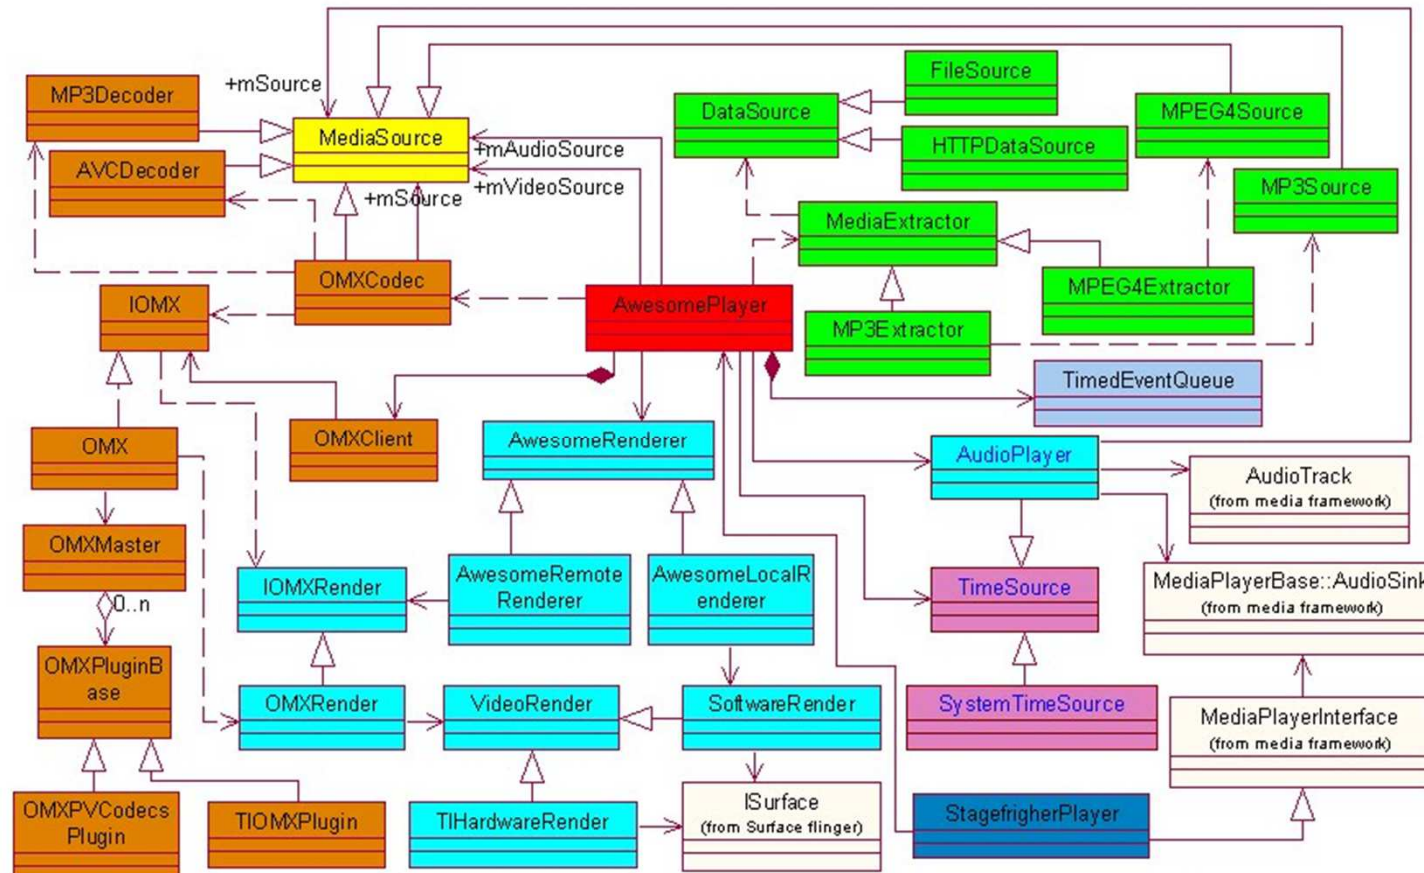 FileSource
+mSource
MP3Decoder
DataSource
MPEG4Source
MediaSource
HTTPDataSource
+mAudioSource
AVCDecoder
+mVideoSource
MP3Source
+mSource
MediaExtractor
OMXCodec
MPEG4Extractor
IOMX
AwesomePlayer
MP3Extractor
TimedEventQueue
OMX
OMXClient
AwesomeRenderer
AudioPlayer
AudioTrack
(from media framework)
OMXMaster
AwesomeRemote
Renderer
AwesomeLocalR
enderer
IOMXRender
TimeSource
MediaPlayerBase::AudioSink
(from media framework)
0..n
OMXPluginB
ase
OMXRender
VideoRender
SoftwareRender
SystemTimeSource
MediaPlayerInterface
(from media framework)
OMXPVCodecs
Plugin
TIOMXPlugin
TIHardwareRender
ISurface
(from Surface flinger)
StagefrigherPlayer